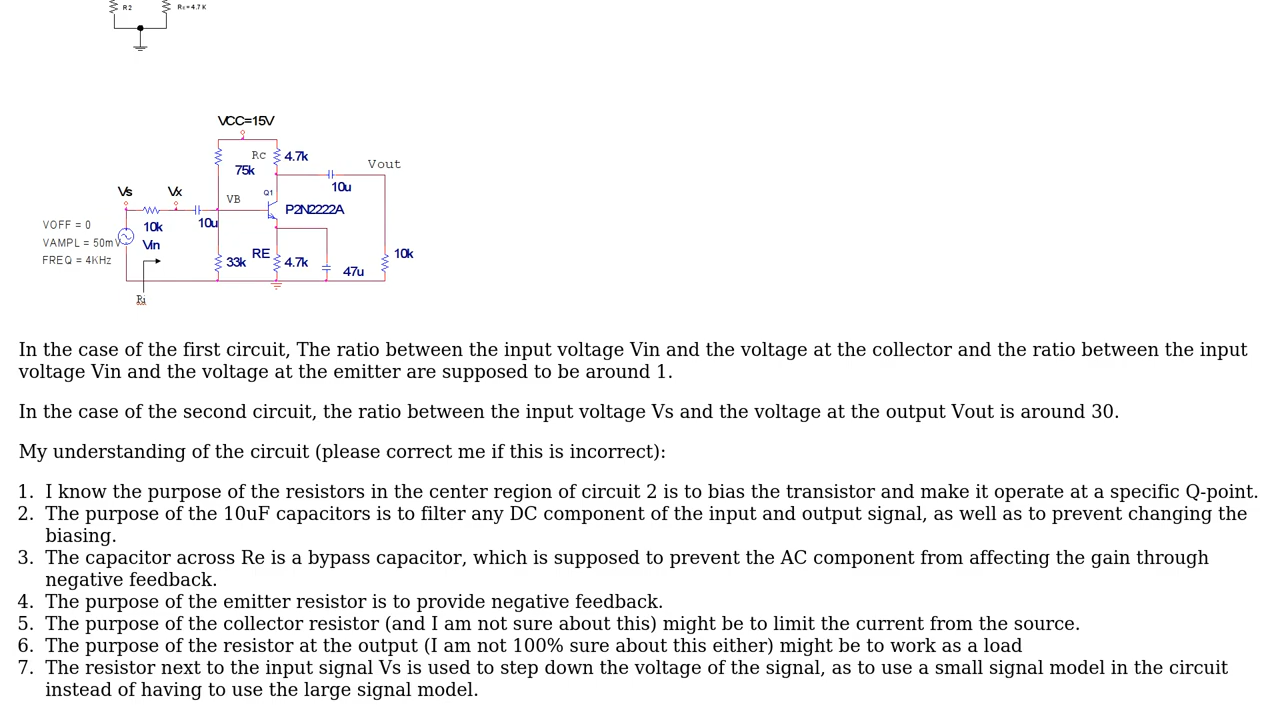 R2 Rc=4.7K
VCC=15V
Rc 4.7k
75k
Vout
10u
Vs Vx
VB
Q1
P2N2222A
VOFF = 0
10k
10u
VAMPL = 50mV
Vin
FREQ = 4KHz
33k
RE
4.7k
47u
10k
Ri
In the case of the first circuit, The ratio between the input voltage Vin and the voltage at the collector and the ratio between the input
voltage Vin and the voltage at the emitter are supposed to be around 1.
In the case of the second circuit, the ratio between the input voltage Vs and the voltage at the output Vout is around 30.
My understanding of the circuit (please correct me if this is incorrect):
1. I know the purpose of the resistors in the center region of circuit 2 is to bias the transistor and make it operate at a specific Q-point.
2. The purpose of the 10uF capacitors is to filter any DC component of the input and output signal, as well as to prevent changing the
biasing.
3. The capacitor across Re is a bypass capacitor, which is supposed to prevent the AC component from affecting the gain through
negative feedback.
4. The purpose of the emitter resistor is to provide negative feedback.
5. The purpose of the collector resistor (and I am not sure about this) might be to limit the current from the source.
6. The purpose of the resistor at the output (I am not 100% sure about this either) might be to work as a load
7. The resistor next to the input signal Vs is used to step down the voltage of the signal, as to use a small signal model in the circuit
instead of having to use the large signal model.